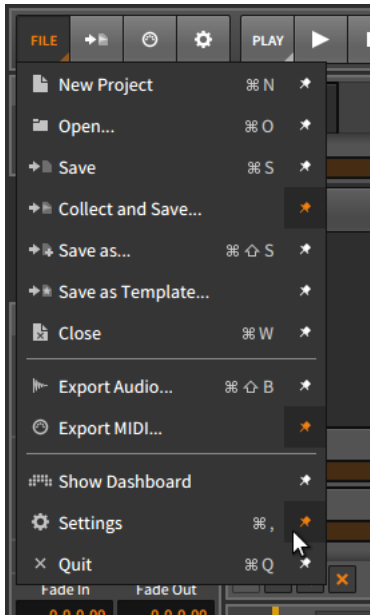 FILE PLAY
New Project ⌘ N
Open... ⌘ O
Save ⌘ S
Collect and Save...
Save as... ⌘ ⇧ S
Save as Template...
Close ⌘ W
Export Audio... ⌘ ⇧ B
Export MIDI...
Show Dashboard
Settings ⌘ ,
Quit ⌘ Q
Fade In Fade Out